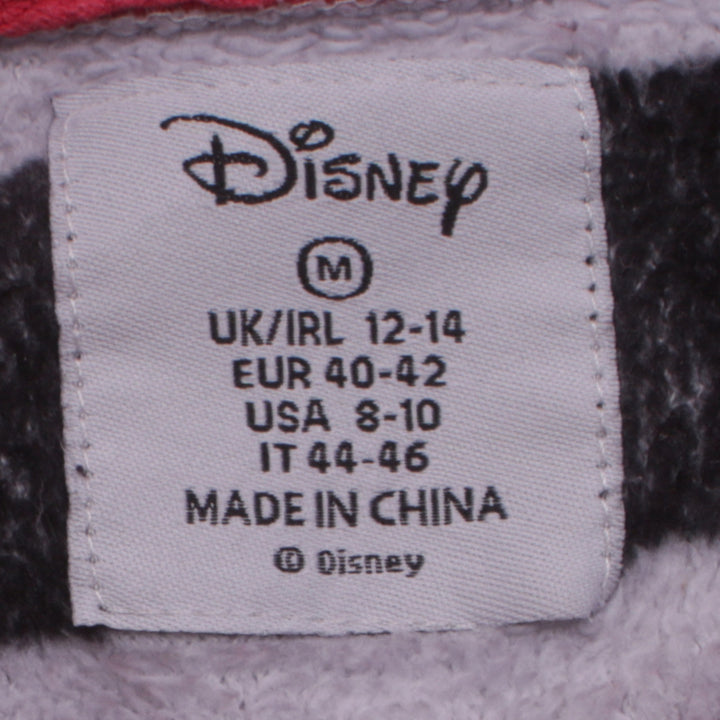 Disney
M
UK/IRL 12-14
EUR 40-42
USA 8-10
IT 44-46
MADE IN CHINA
© Disney